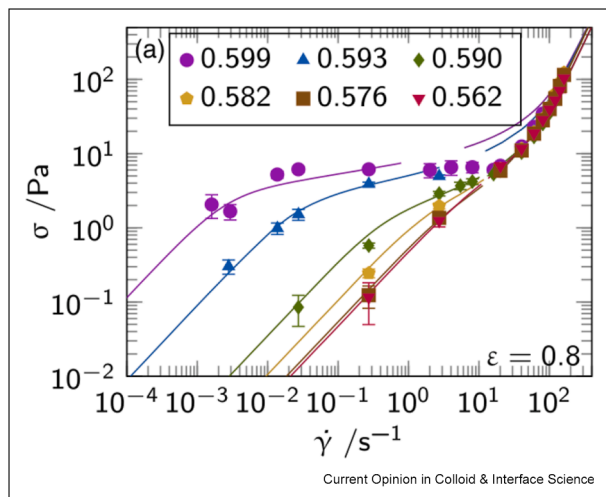 (a)
0.599 0.593 0.590
0.582 0.576 0.562
σ /Pa
10²
10¹
10⁰
10⁻¹
10⁻²
ε = 0.8
10⁻⁴ 10⁻³ 10⁻² 10⁻¹ 10⁰ 10¹ 10²
γ̇ /s⁻¹
Current Opinion in Colloid & Interface Science